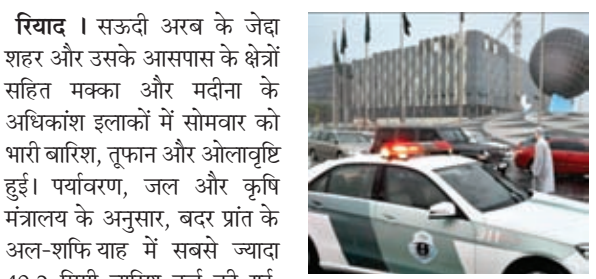 रियाद । सऊदी अरब के जेद्दा
शहर और उसके आसपास के क्षेत्रों
सहित मक्का और मदीना के
अधिकांश इलाकों में सोमवार को
भारी बारिश, तूफान और ओलावृष्टि
हुई। पर्यावरण, जल और कृषि
मंत्रालय के अनुसार, बदर प्रांत के
अल-शफि याह में सबसे ज्यादा